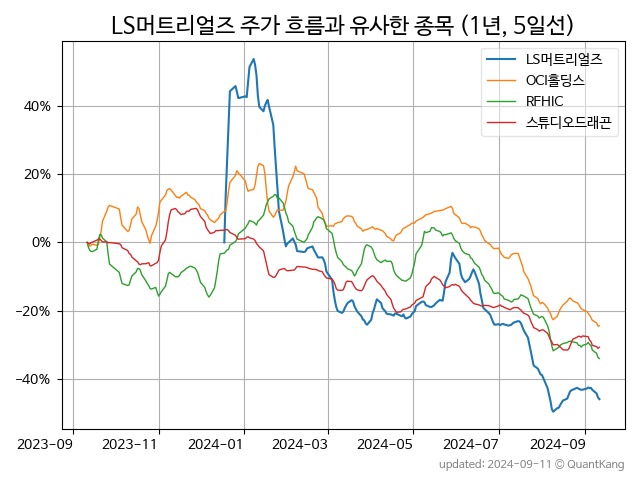 LS머트리얼즈 주가 흐름과 유사한 종목 (1년, 5일선)
LS머트리얼즈
OCI홀딩스
RFHIC
스튜디오드래곤
40%
20%
0%
−20%
−40%
2023-09 2023-11 2024-01 2024-03 2024-05 2024-07 2024-09
updated: 2024-09-11 © QuantKang